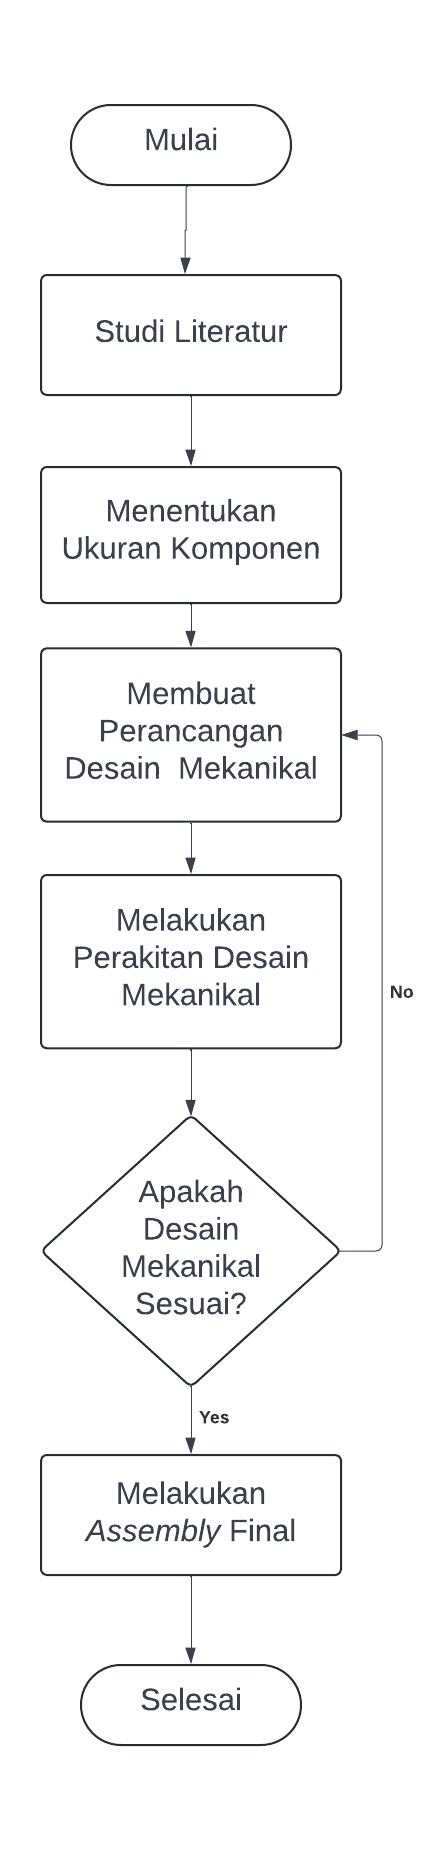 Mulai
Studi Literatur
Menentukan
Ukuran Komponen
Membuat
Perancangan
Desain  Mekanikal
Melakukan
Perakitan Desain
Mekanikal
No
Apakah
Desain
Mekanikal
Sesuai?
Yes
Melakukan
Assembly Final
Selesai